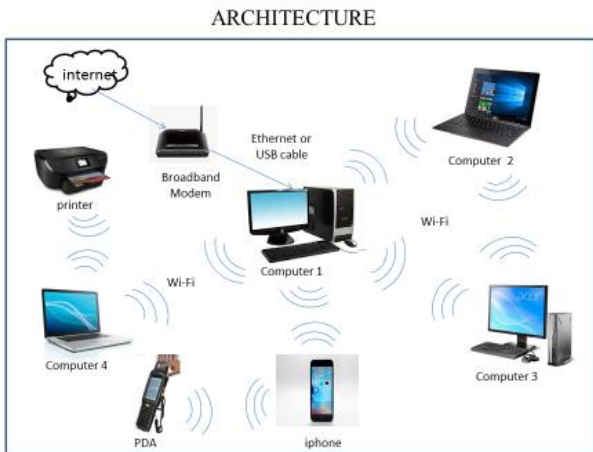 ARCHITECTURE
internet
Ethernet or
USB cable
Computer 2
Broadband
Modem
printer
Wi-Fi
Computer 1
Wi-Fi
Computer 4
Computer 3
PDA
iphone